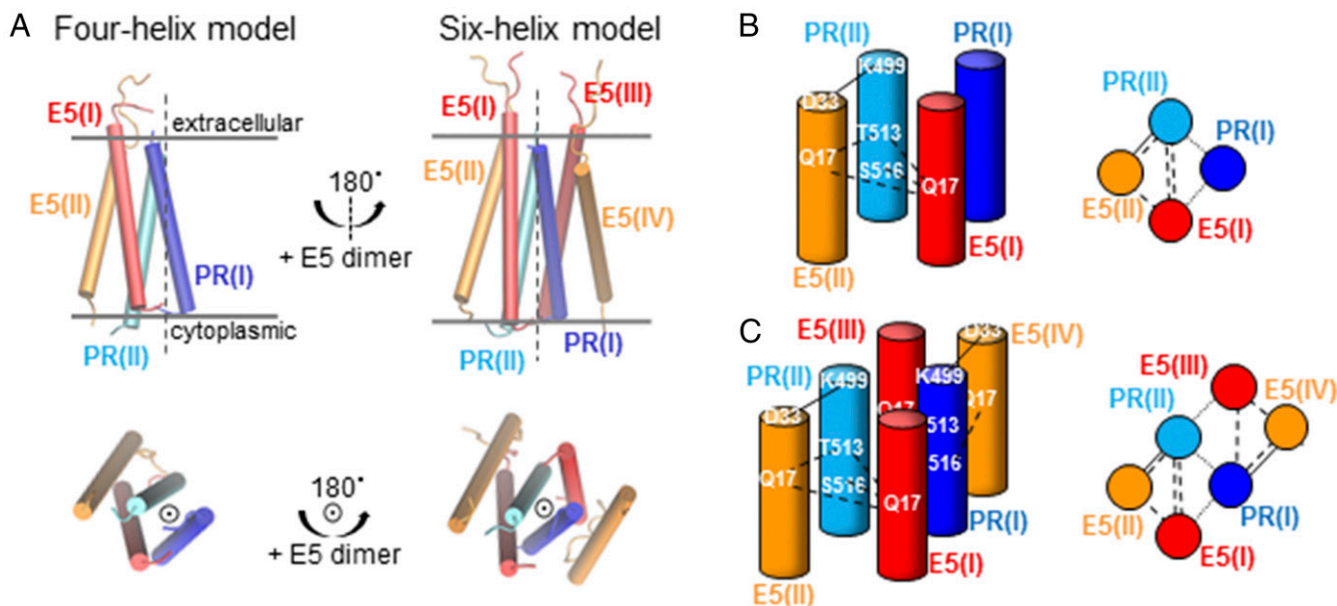 A
Four-helix model
Six-helix model
E5(I)
extracellular
E5(II)
PR(I)
cytoplasmic
PR(II)
180°
+ E5 dimer
E5(I)
E5(III)
E5(II)
E5(IV)
PR(II)
PR(I)
180°
+ E5 dimer
B
PR(II)
PR(I)
K499
D33
T513
Q17
S516
Q17
E5(II)
E5(I)
PR(II)
PR(I)
E5(II)
E5(I)
C
E5(III)
E5(IV)
D33
PR(II)
K499
K499
D33
Q17
Q17
513
T513
516
Q17
S516
Q17
PR(I)
E5(II)
E5(I)
E5(III)
E5(IV)
PR(II)
E5(II)
PR(I)
E5(I)